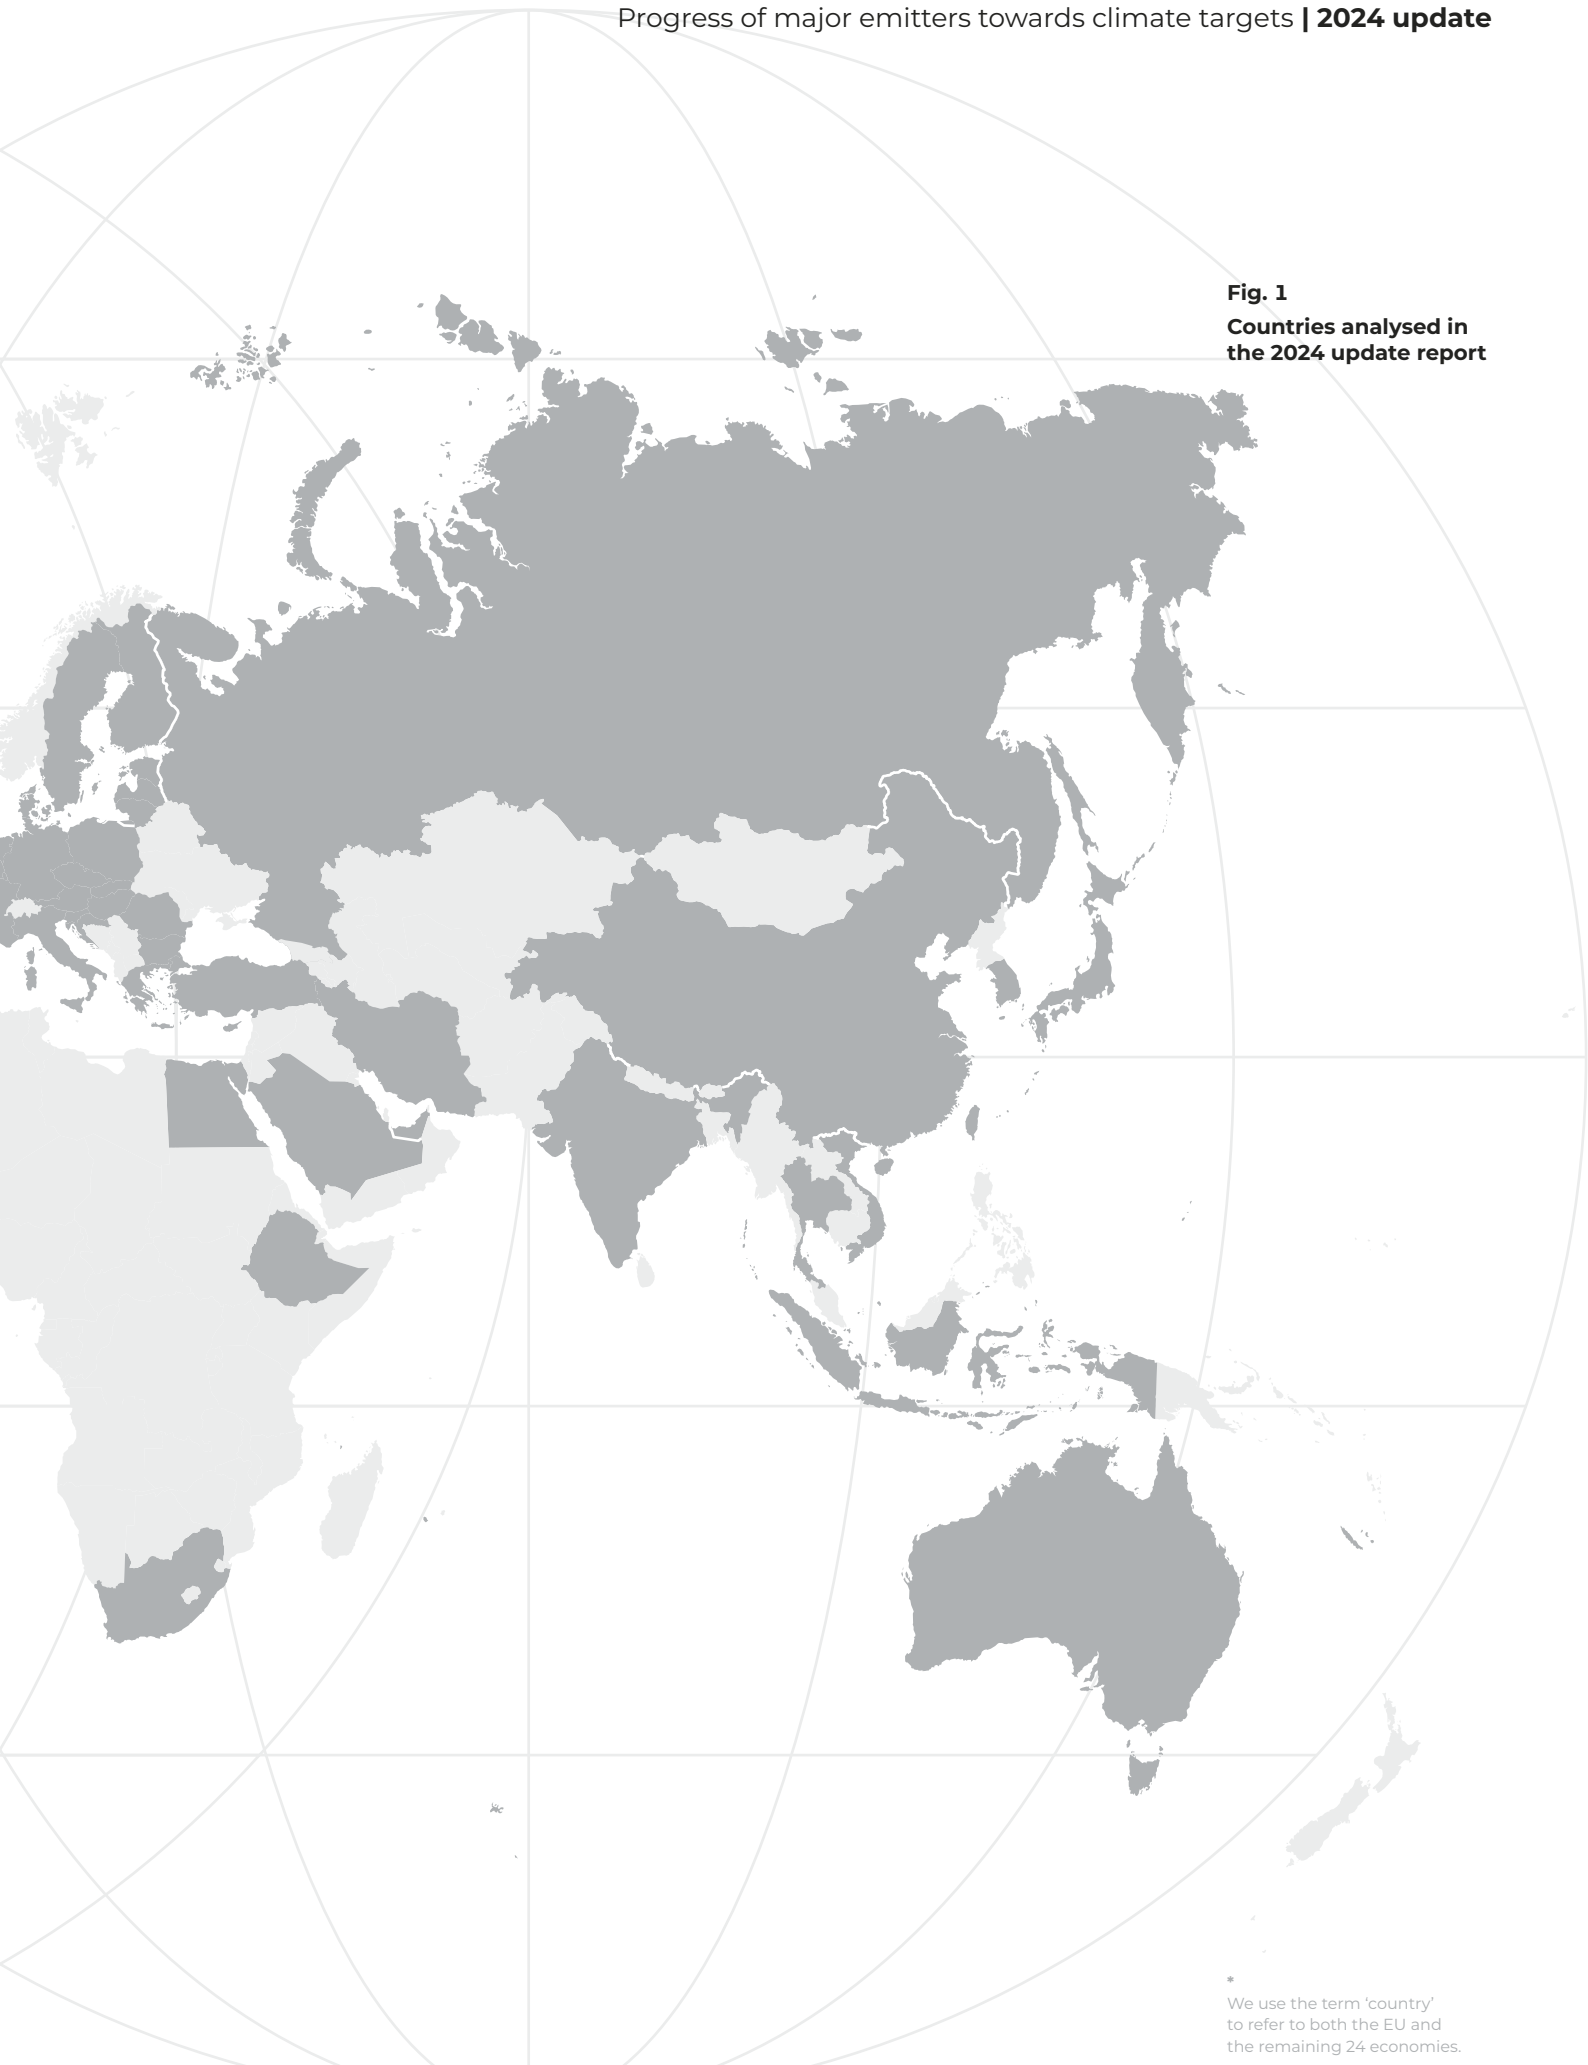 Progress of major emitters towards climate targets | 2024 update
Fig. 1
Countries analysed in
the 2024 update report
*
We use the term ‘country’
to refer to both the EU and
the remaining 24 economies.